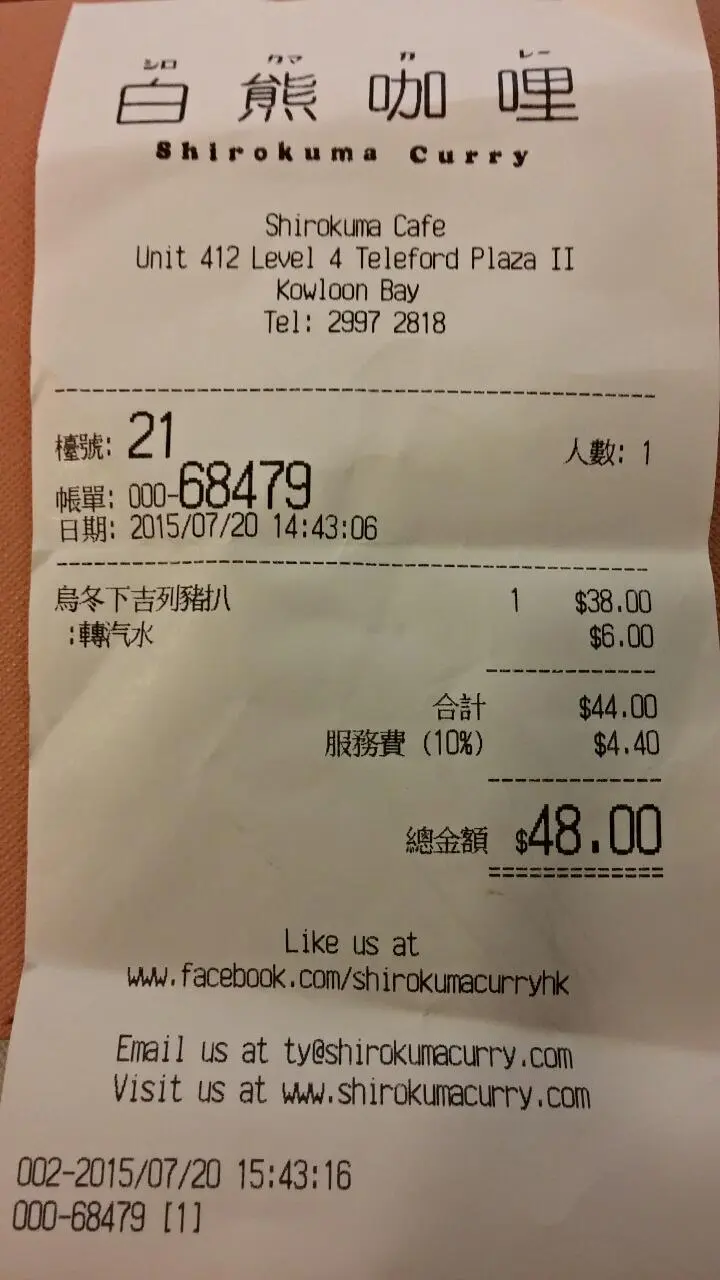 シロ クマ カ レー
白熊咖哩
Shirokuma Curry
Shirokuma Cafe
Unit 412 Level 4 Teleford Plaza II
Kowloon Bay
Tel: 2997 2818
檯號: 21 人數: 1
帳單: 000-68479
日期: 2015/07/20 14:43:06
烏冬下吉列豬扒 1 $38.00
:轉汽水 $6.00
合計 $44.00
服務費 (10%) $4.40
總金額 $48.00
Like us at
www.facebook.com/shirokumacurryhk
Email us at ty@shirokumacurry.com
Visit us at www.shirokumacurry.com
002-2015/07/20 15:43:16
000-68479 [1]